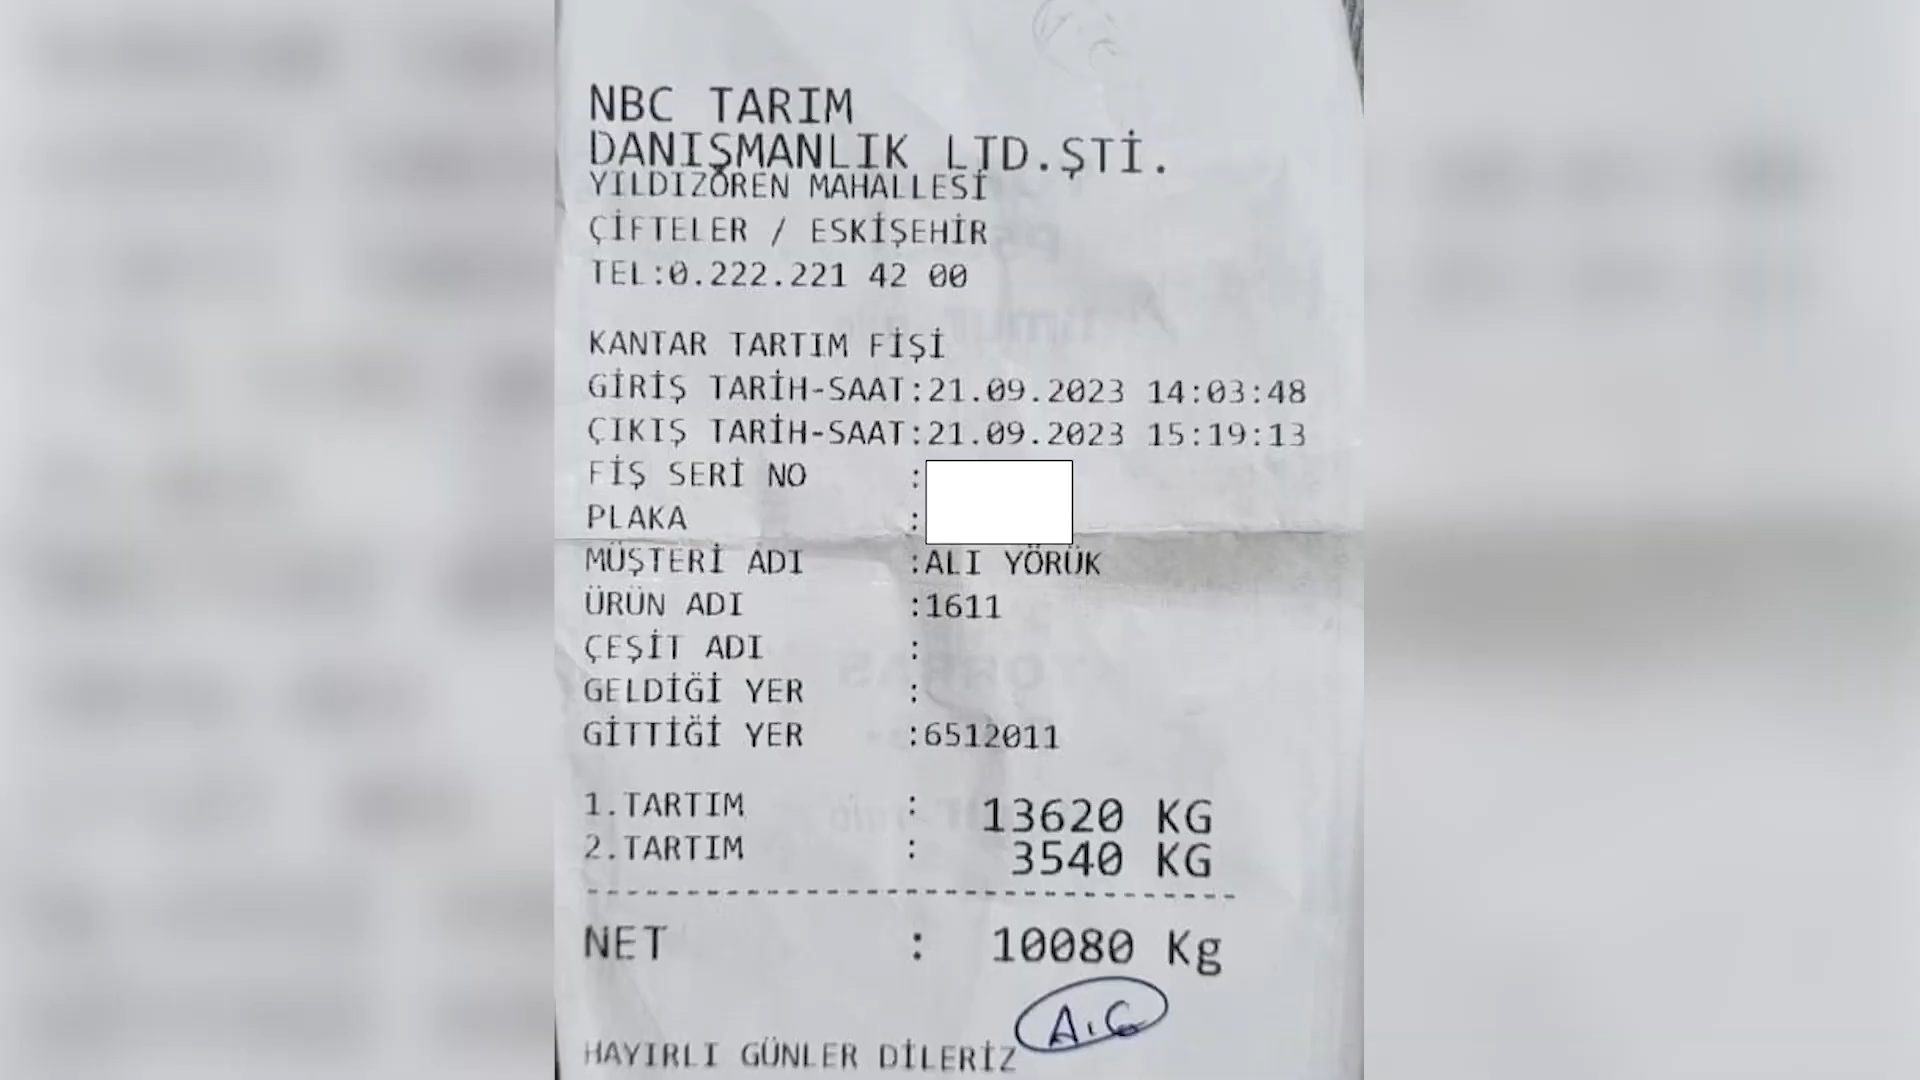 NBC TARIM
DANIŞMANLIK LTD.ŞTİ.
YILDIZÖREN MAHALLESİ
ÇİFTELER / ESKİŞEHİR
TEL:0.222.221 42 00
KANTAR TARTIM FİŞİ
GİRİŞ TARİH-SAAT:21.09.2023 14:03:48
ÇIKIŞ TARİH-SAAT:21.09.2023 15:19:13
FİŞ SERİ NO :
PLAKA :
MÜŞTERİ ADI :ALI YÖRÜK
ÜRÜN ADI :1611
ÇEŞİT ADI :
GELDİĞİ YER :
GİTTİĞİ YER :6512011
1.TARTIM : 13620 KG
2.TARTIM : 3540 KG
NET : 10080 Kg
A.G
HAYIRLI GÜNLER DİLERİZ